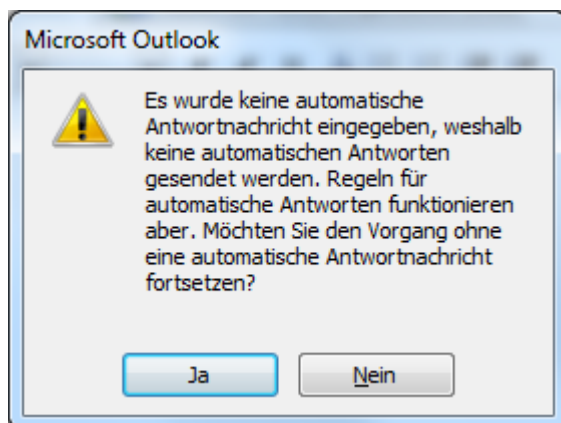 Microsoft Outlook
Es wurde keine automatische
Antwortnachricht eingegeben, weshalb
keine automatischen Antworten
gesendet werden. Regeln für
automatische Antworten funktionieren
aber. Möchten Sie den Vorgang ohne
eine automatische Antwortnachricht
fortsetzen?
Ja
Nein